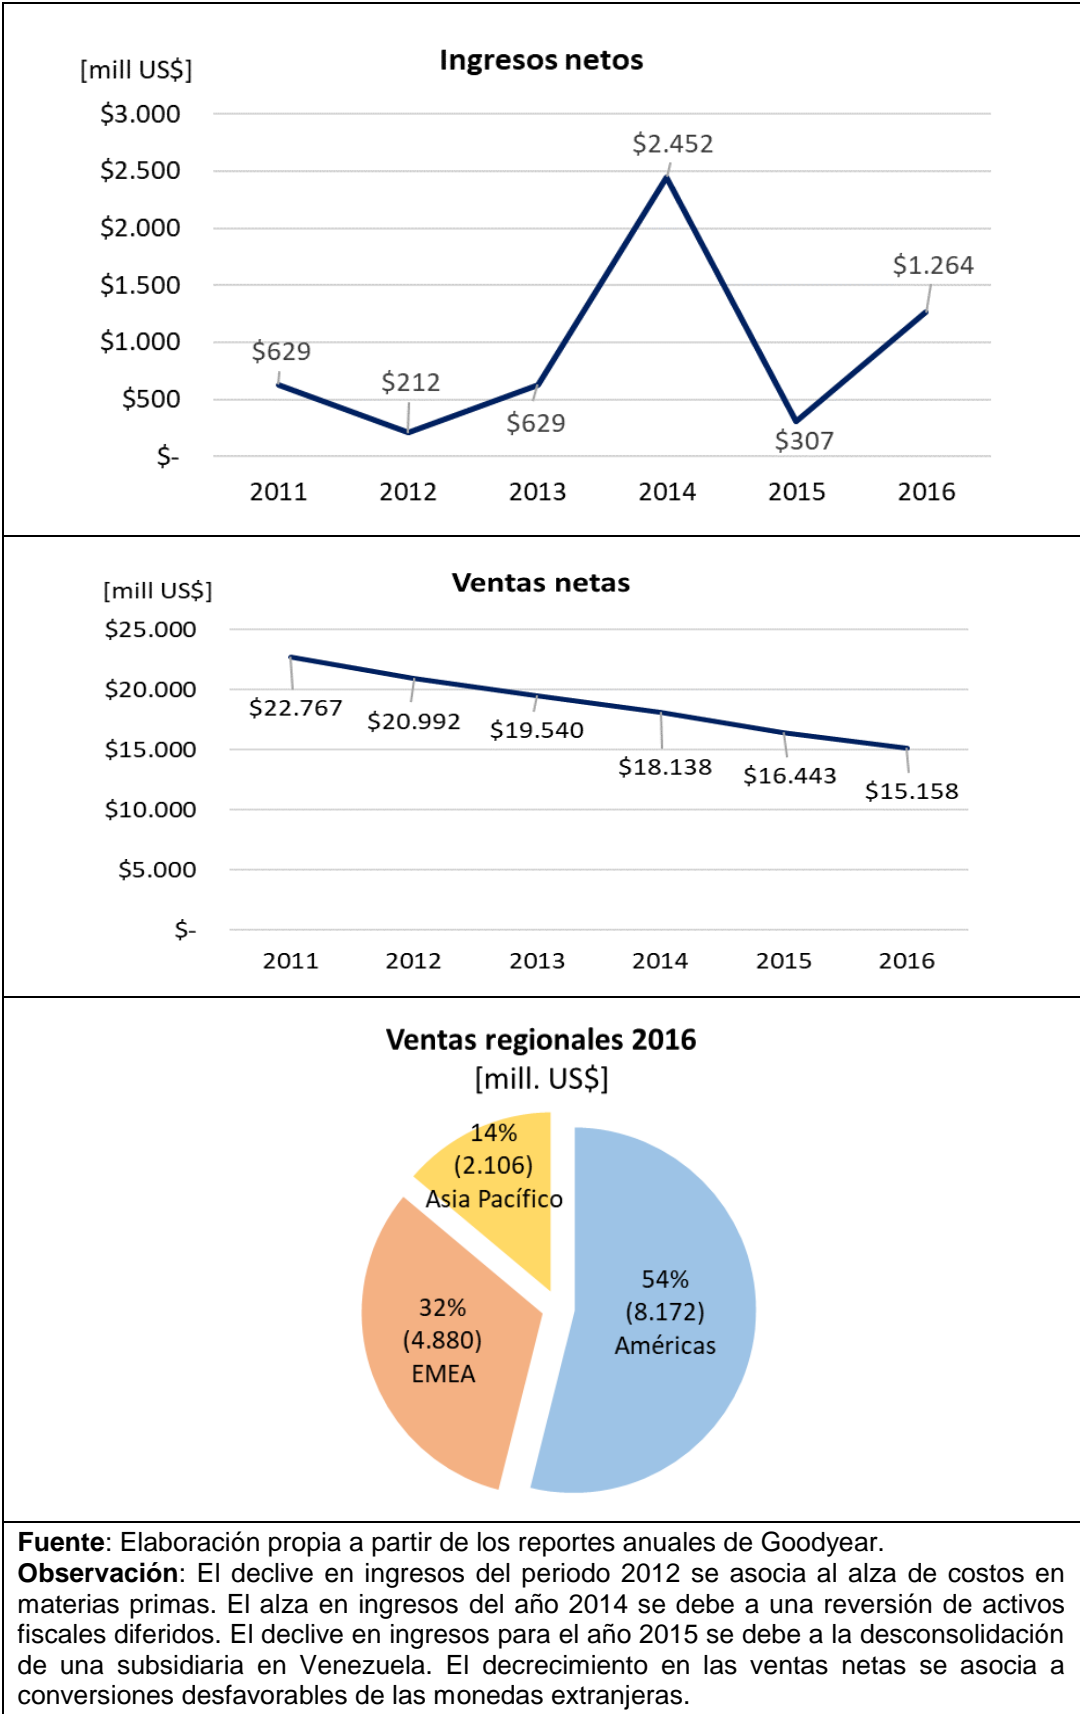 Ingresos netos
[mill US$]
$3.000
$2.500
$2.000
$1.500
$1.000
$500
$-
$629
$212
$629
$2.452
$307
$1.264
2011 2012 2013 2014 2015 2016
Ventas netas
[mill US$]
$25.000
$20.000
$15.000
$10.000
$5.000
$-
$22.767
$20.992
$19.540
$18.138
$16.443
$15.158
2011 2012 2013 2014 2015 2016
Ventas regionales 2016
[mill. US$]
14%
(2.106)
Asia Pacífico
54%
(8.172)
Américas
32%
(4.880)
EMEA
Fuente: Elaboración propia a partir de los reportes anuales de Goodyear.
Observación: El declive en ingresos del periodo 2012 se asocia al alza de costos en
materias primas. El alza en ingresos del año 2014 se debe a una reversión de activos
fiscales diferidos. El declive en ingresos para el año 2015 se debe a la desconsolidación
de una subsidiaria en Venezuela. El decrecimiento en las ventas netas se asocia a
conversiones desfavorables de las monedas extranjeras.